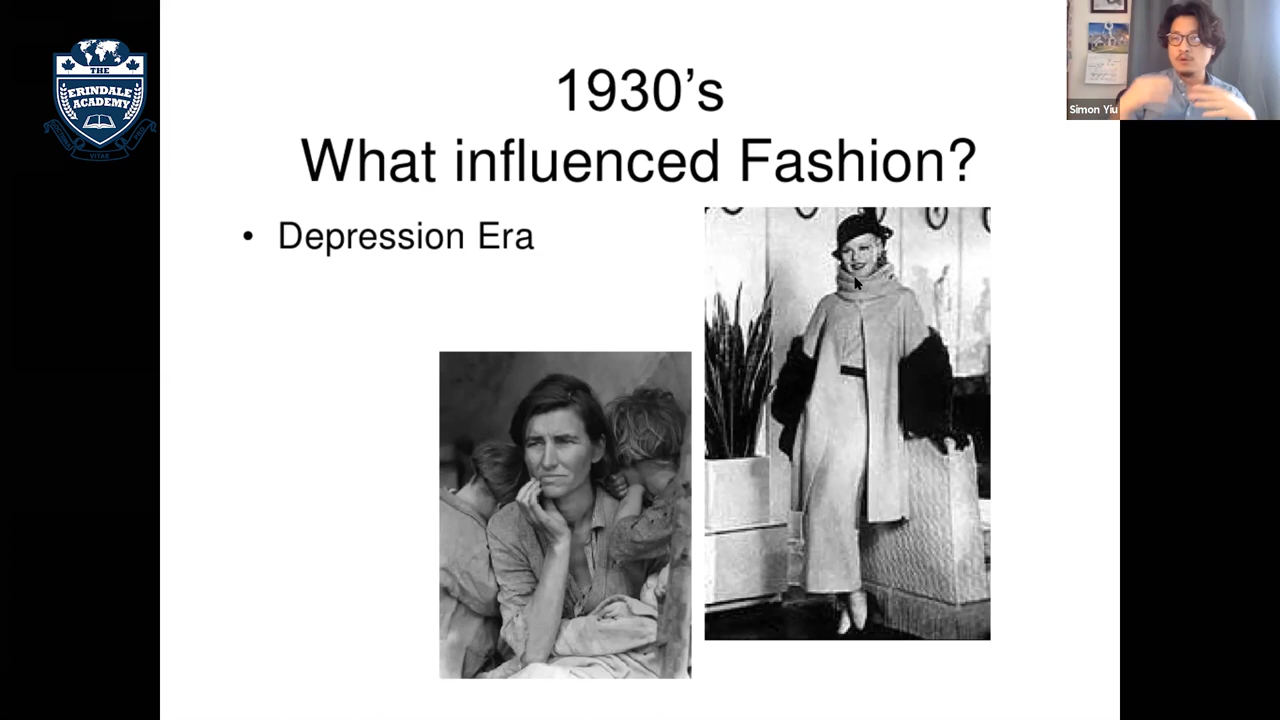 THE
ERINDALE
ACADEMY
VITAE
1930’s
What influenced Fashion?
• Depression Era
Simon Yiu